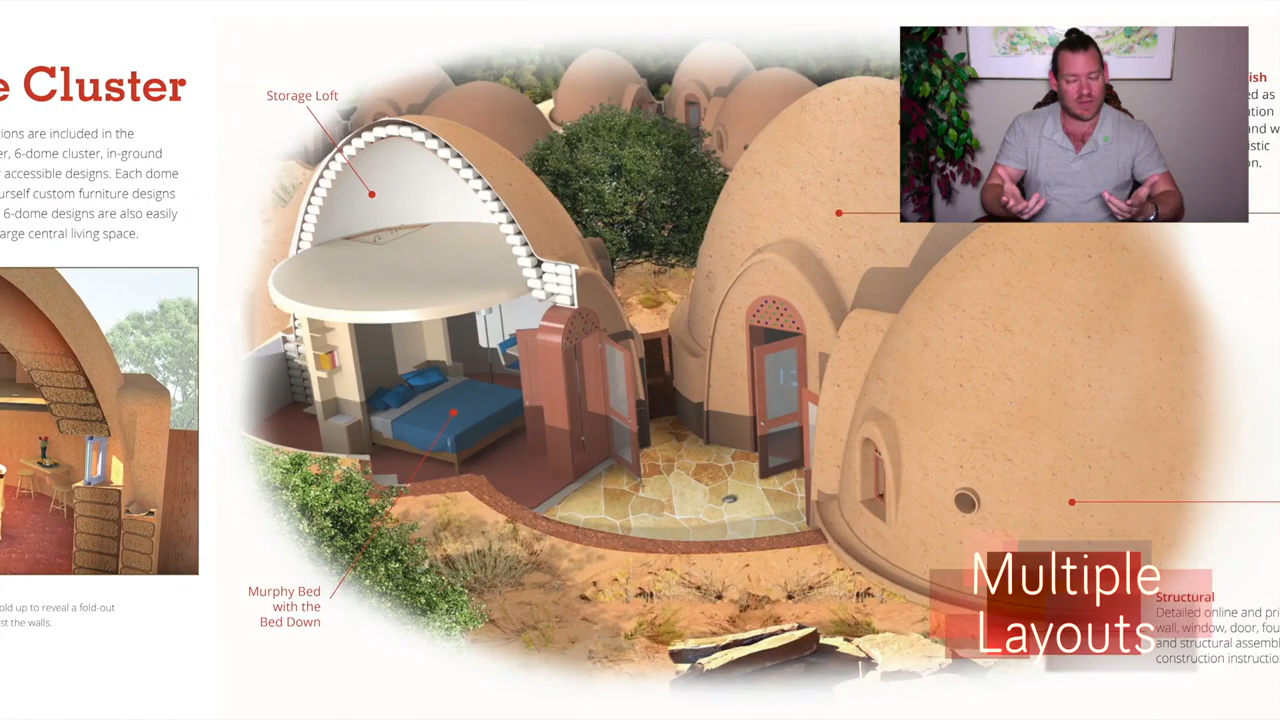 e Cluster
ions are included in the
er, 6-dome cluster, in-ground
accessible designs. Each dome
urself custom furniture designs
6-dome designs are also easily
arge central living space.
old up to reveal a fold-out
st the walls.
Storage Loft
Murphy Bed
with the
Bed Down
ish
ed as
ation
and w
stic
on.
Multiple
Layouts
Structural
Detailed online and pri
wall, window, door, fou
and structural assembl
construction instructio